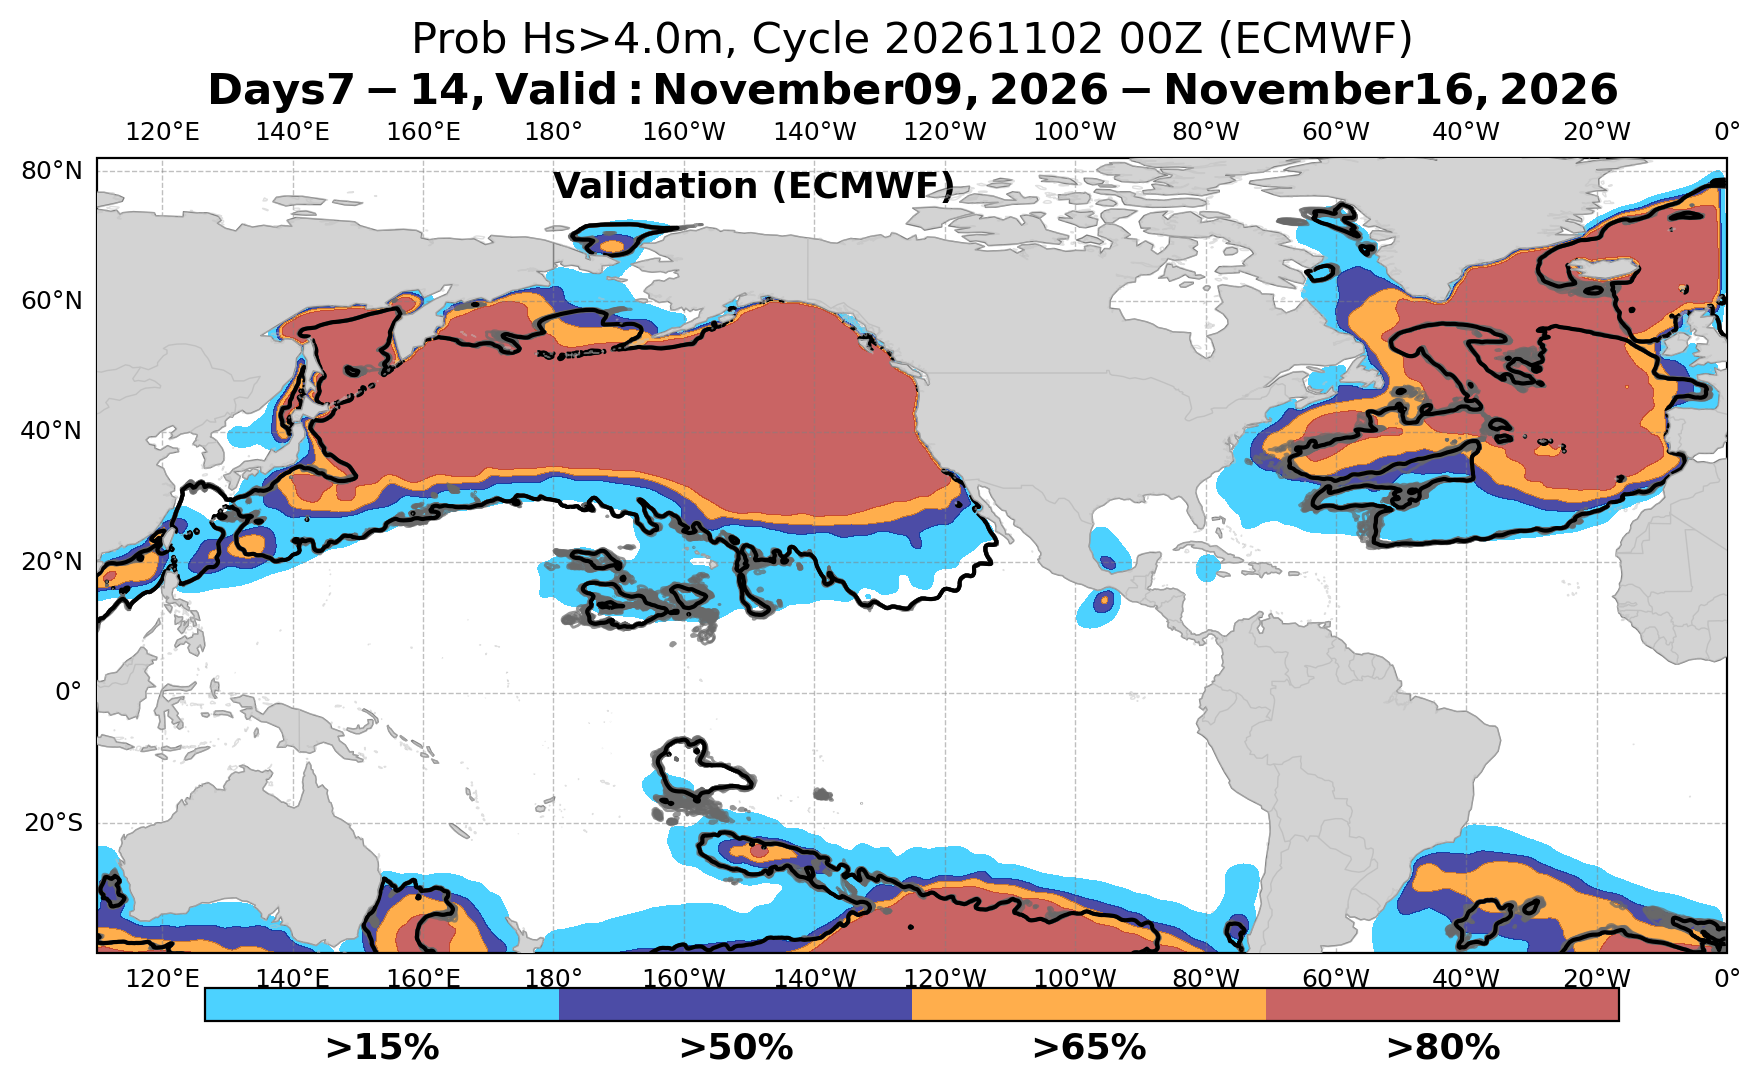 Prob Hs>4.0m, Cycle 20261102 00Z (ECMWF)
Days7 − 14, Valid : November09, 2026 − November16, 2026
120°E 140°E 160°E 180° 160°W 140°W 120°W 100°W 80°W 60°W 40°W 20°W 0°
80°N
Validation (ECMWF)
60°N
40°N
20°N
0°
20°S
120°E 140°E 160°E 180° 160°W 140°W 120°W 100°W 80°W 60°W 40°W 20°W 0°
>15% >50% >65% >80%